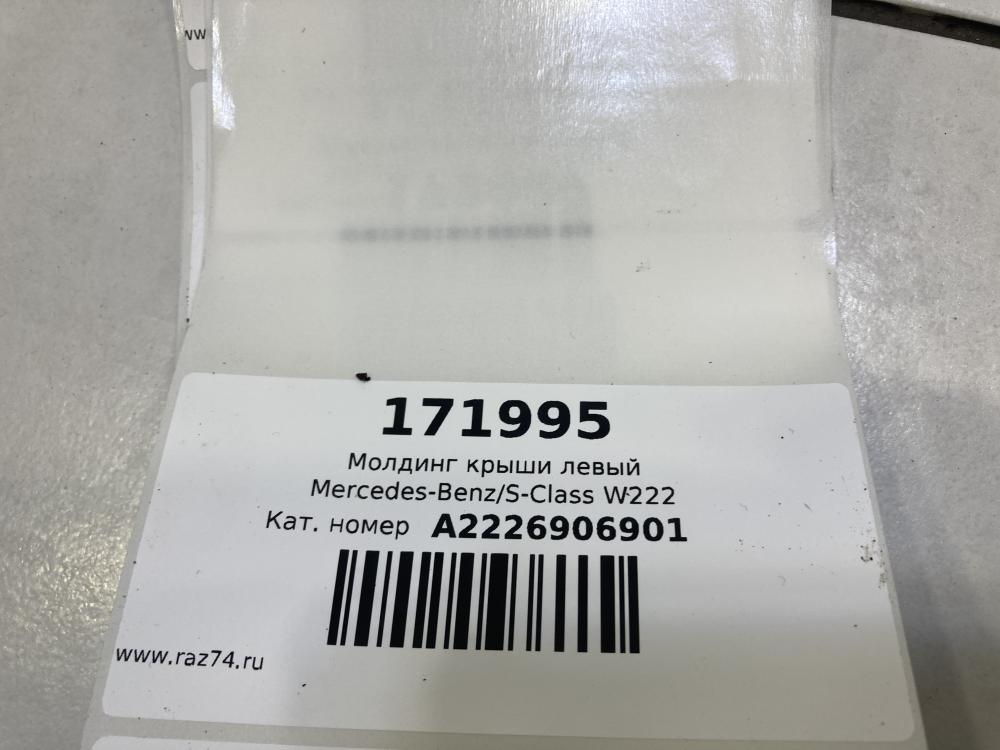 171995
Молдинг крыши левый
Mercedes-Benz/S-Class W222
Кат. номер A2226906901
www.raz74.ru